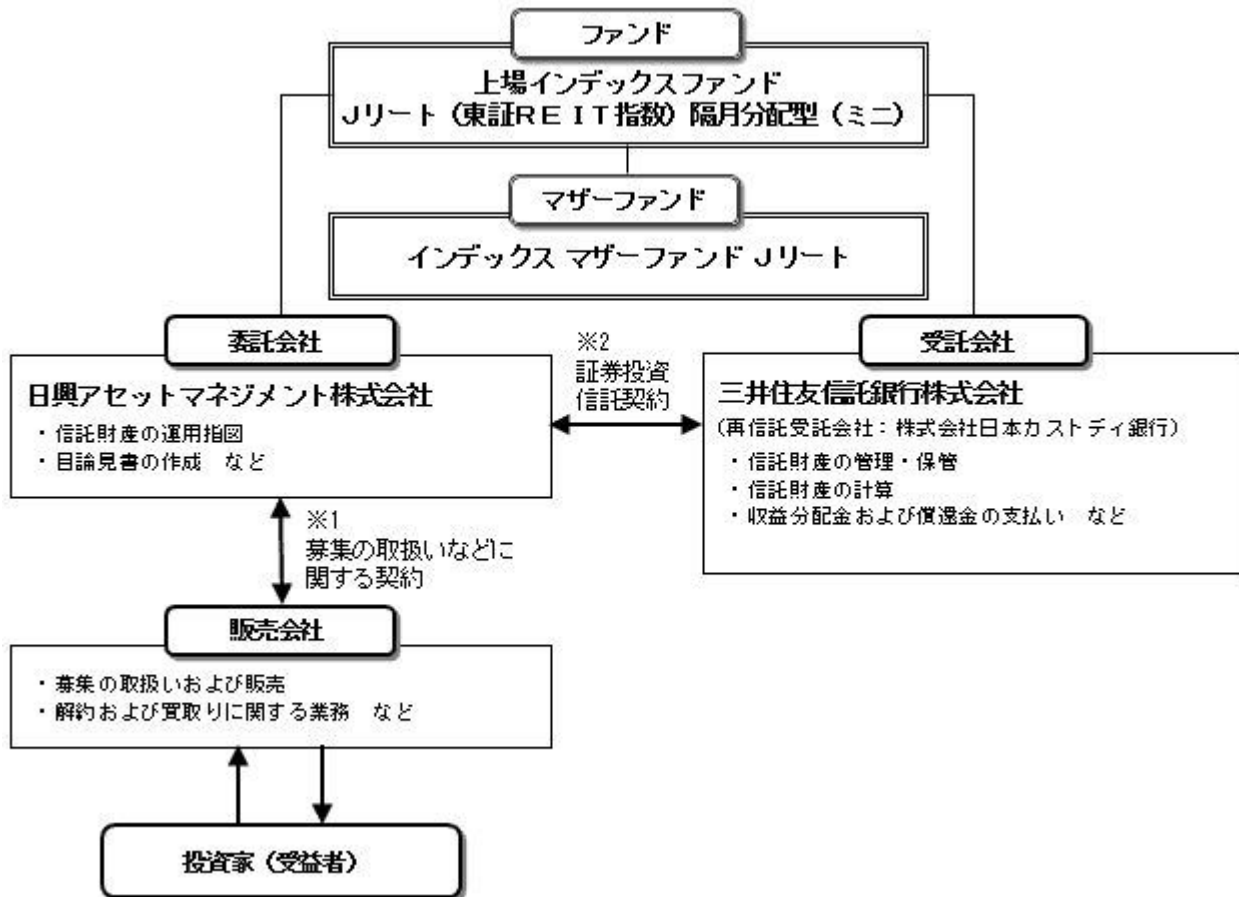 ファンド
上場インデックスファンド
Jリート(東証REIT指数)隔月分配型(ミニ)
マザーファンド
インデックス マザーファンド Jリート
委託会社
日興アセットマネジメント株式会社
・信託財産の運用指図
・目論見書の作成 など
※2
証券投資
信託契約
受託会社
三井住友信託銀行株式会社
(再信託受託会社:株式会社日本カストディ銀行)
・信託財産の管理・保管
・信託財産の計算
・収益分配金および償還金の支払い など
※1
募集の取扱いなどに
関する契約
販売会社
・募集の取扱いおよび販売
・解約および買取りに関する業務 など
投資家(受益者)